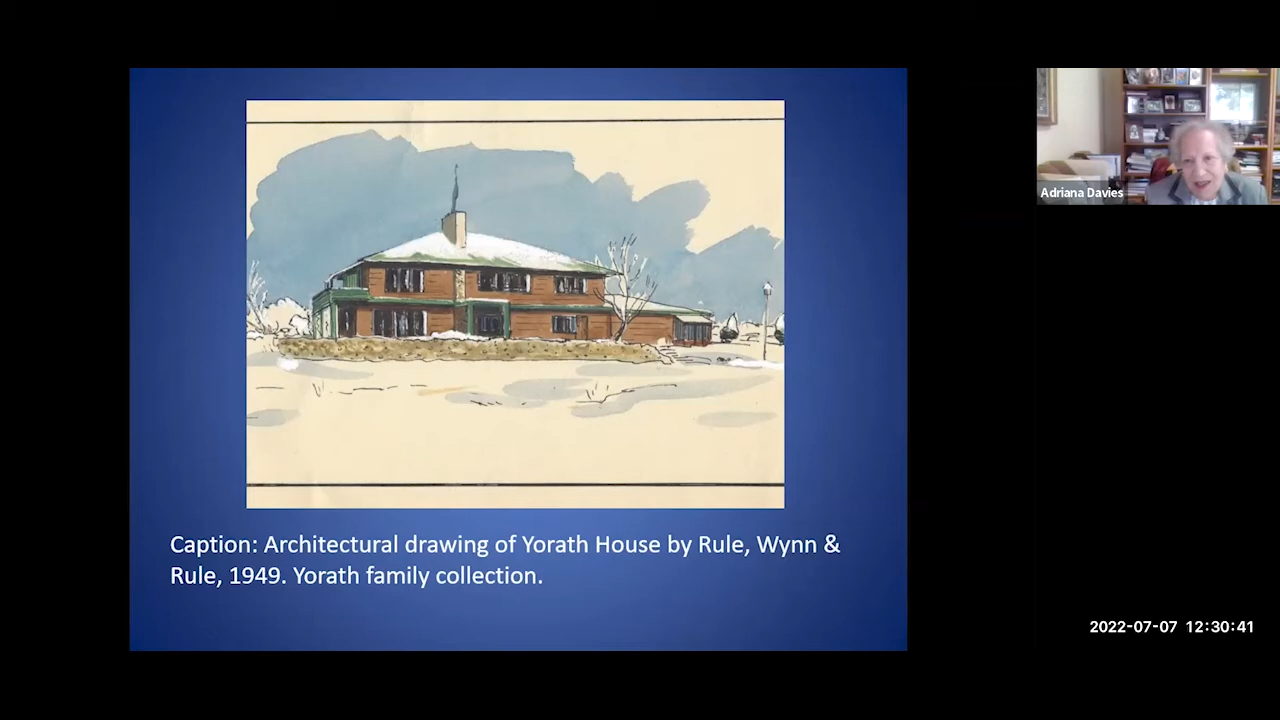 Adriana Davies
Caption: Architectural drawing of Yorath House by Rule, Wynn &
Rule, 1949. Yorath family collection.
2022-07-07 12:30:41